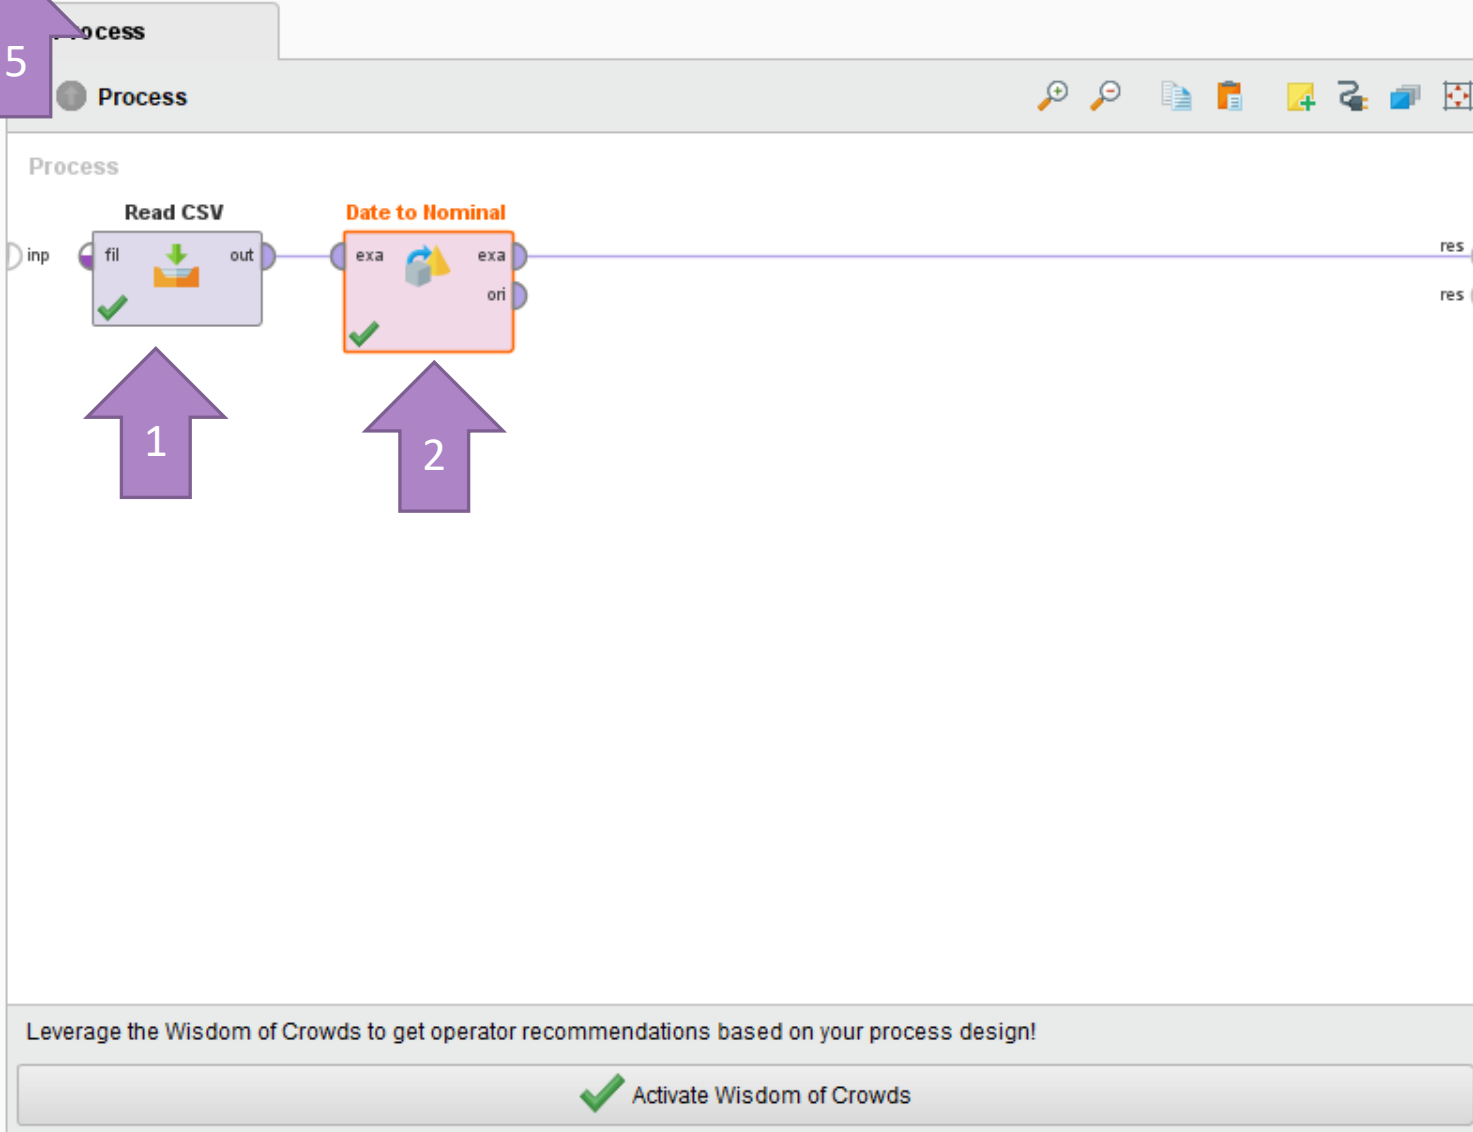 Process
5
Process
Process
Read CSV
Date to Nominal
inp
fil
out
exa
exa
res
ori
res
1
2
Leverage the Wisdom of Crowds to get operator recommendations based on your process design!
Activate Wisdom of Crowds